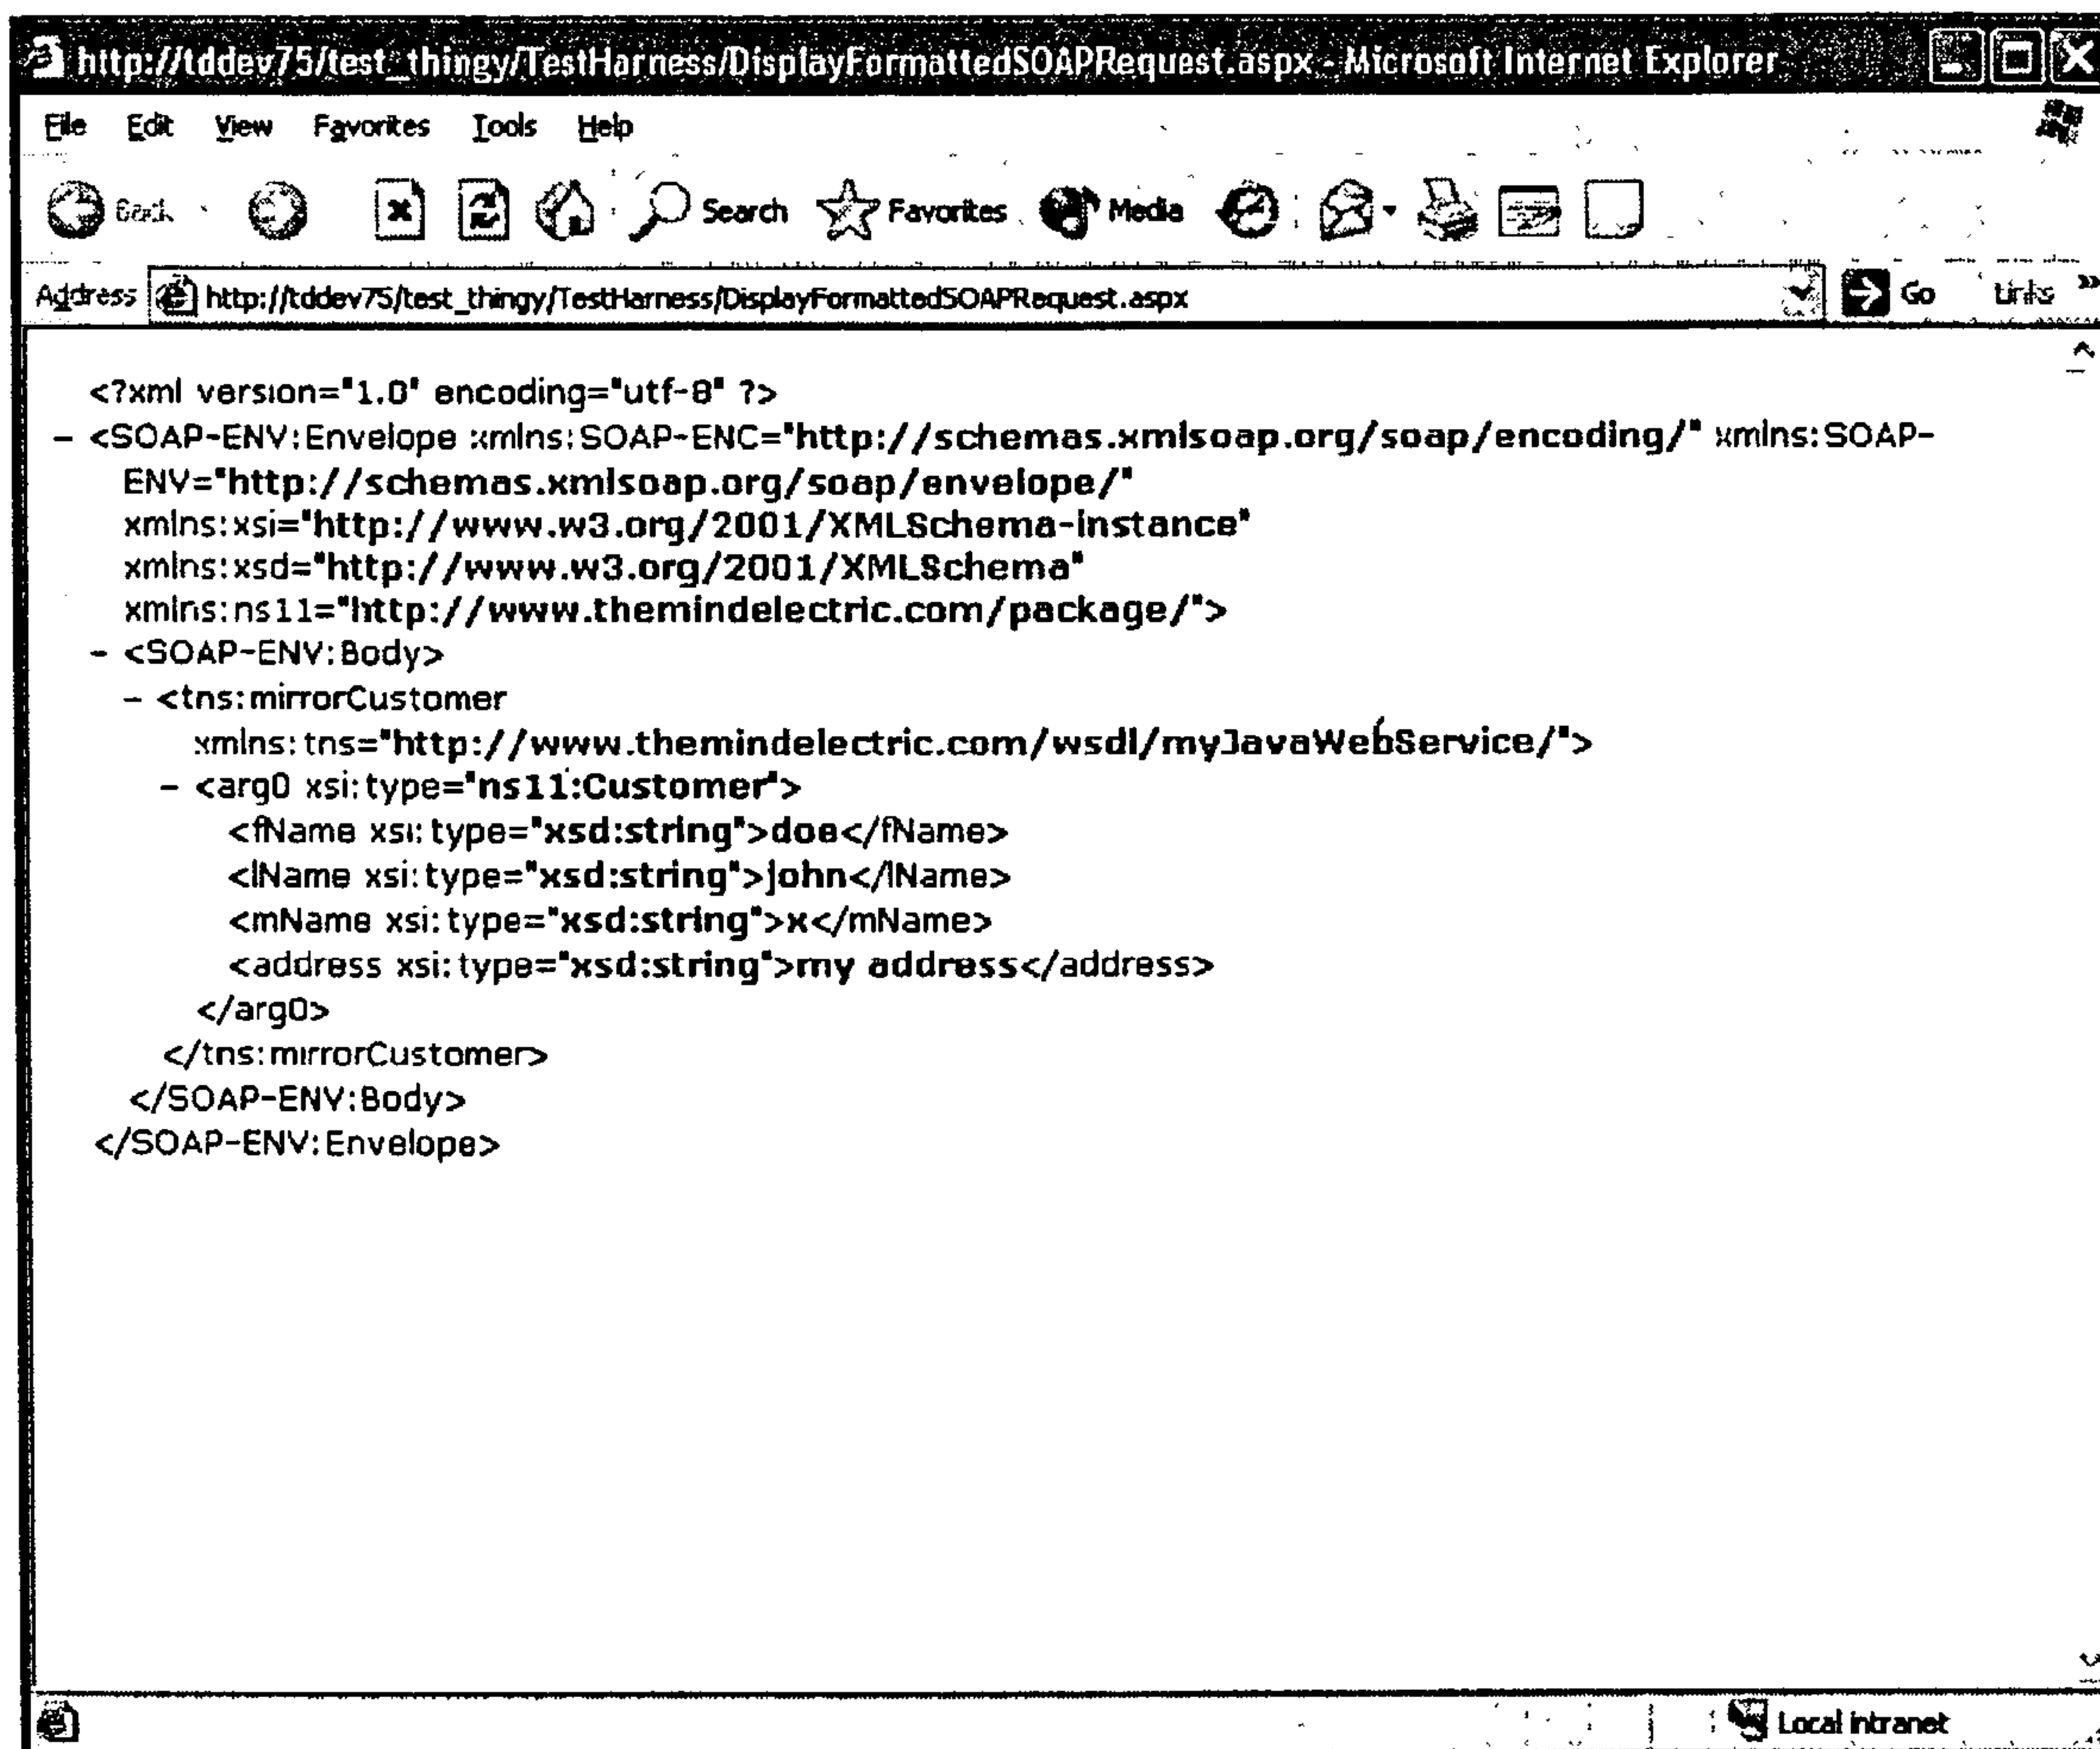 http://tddev75/test_thingy/TestHarness/DisplayFormattedSOAPRequest.aspx - Microsoft Internet Explorer
File Edit View Favorites Tools Help
Back Search Favorites Media
Address http://tddev75/test_thingy/TestHarness/DisplayFormattedSOAPRequest.aspx Go Links »
<?xml version="1.0" encoding="utf-8" ?>
- <SOAP-ENV:Envelope xmlns:SOAP-ENC="http://schemas.xmlsoap.org/soap/encoding/" xmlns:SOAP-
ENV="http://schemas.xmlsoap.org/soap/envelope/"
xmlns:xsi="http://www.w3.org/2001/XMLSchema-instance"
xmlns:xsd="http://www.w3.org/2001/XMLSchema"
xmlns:ns11="http://www.themindelectric.com/package/">
- <SOAP-ENV:Body>
- <tns:mirrorCustomer
xmlns:tns="http://www.themindelectric.com/wsdl/myJavaWebService/">
- <arg0 xsi:type="ns11:Customer">
<fName xsi:type="xsd:string">doe</fName>
<lName xsi:type="xsd:string">john</lName>
<mName xsi:type="xsd:string">x</mName>
<address xsi:type="xsd:string">my address</address>
</arg0>
</tns:mirrorCustomer>
</SOAP-ENV:Body>
</SOAP-ENV:Envelope>
Local intranet